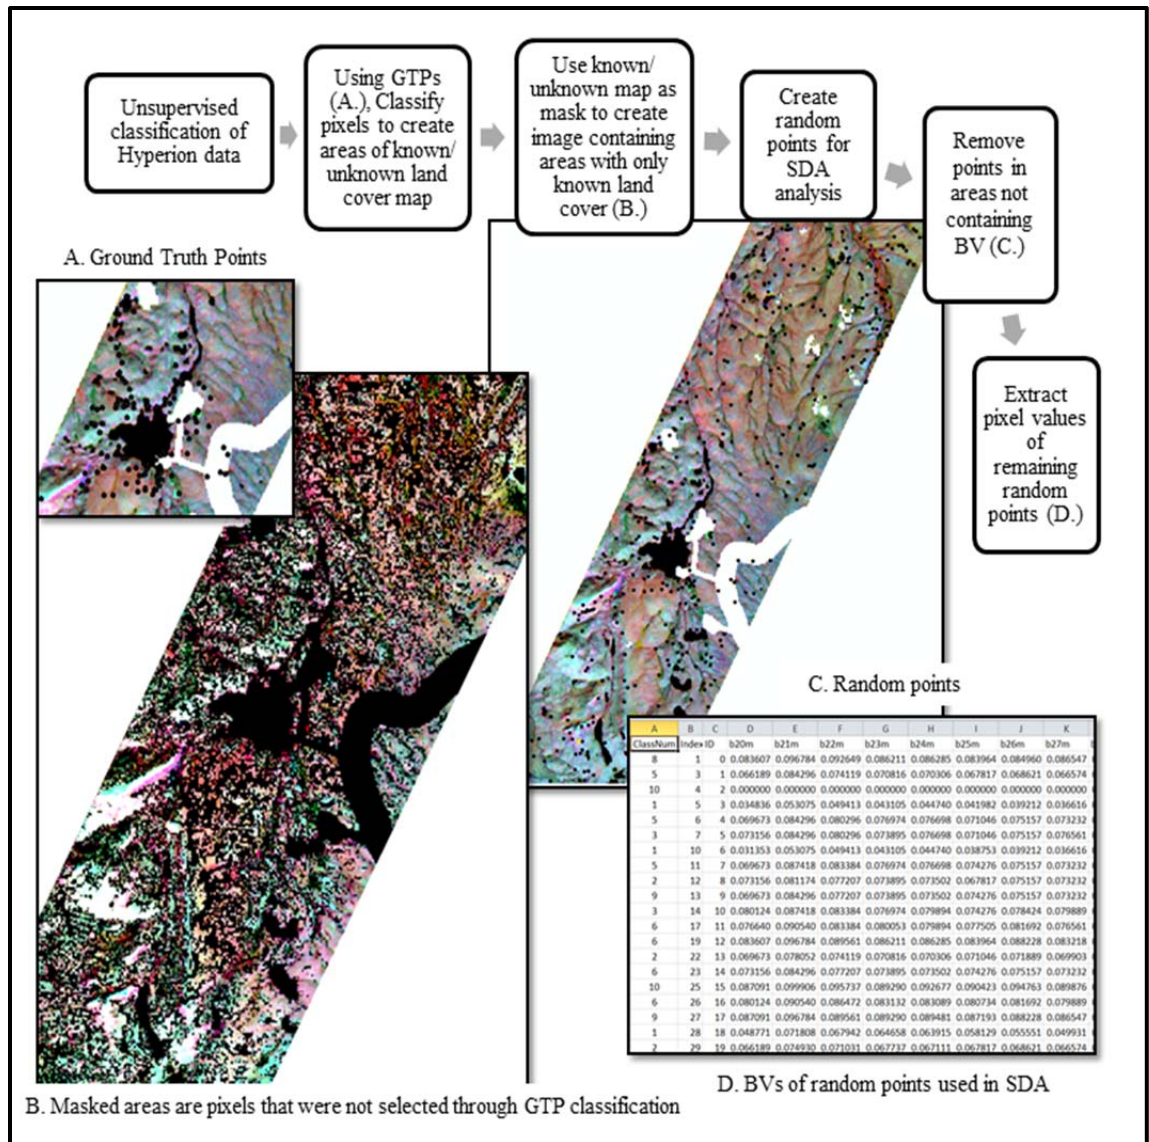 Unsupervised
classification of
Hyperion data
Using GTPs
(A.), Classify
pixels to create
areas of known/
unknown land
cover map
Use known/
unknown map as
mask to create
image containing
areas with only
known land
cover (B.)
Create
random
points for
SDA
analysis
Remove
points in
areas not
containing
BV (C.)
Extract
pixel values
of
remaining
random
points (D.)
A. Ground Truth Points
C. Random points
A B C D E F G H I J K
ClassNum Index ID b20m b21m b22m b23m b24m b25m b26m b27m
8 1 0 0.083607 0.096784 0.092649 0.086211 0.086285 0.083964 0.084960 0.086547
5 3 1 0.066189 0.084296 0.074119 0.070816 0.070306 0.067817 0.068621 0.066574
10 4 2 0.000000 0.000000 0.000000 0.000000 0.000000 0.000000 0.000000 0.000000
1 5 3 0.034836 0.053075 0.049413 0.043105 0.044740 0.041982 0.039212 0.036616
5 6 4 0.069673 0.084296 0.080296 0.076974 0.076698 0.071046 0.075157 0.073232
3 7 5 0.073156 0.084296 0.080296 0.073895 0.076698 0.071046 0.075157 0.076561
1 10 6 0.031353 0.053075 0.049413 0.043105 0.044740 0.038753 0.039212 0.036616
5 11 7 0.069673 0.087418 0.083384 0.076974 0.076698 0.074276 0.075157 0.073232
2 12 8 0.073156 0.081174 0.077207 0.073895 0.073502 0.067817 0.075157 0.073232
9 13 9 0.069673 0.084296 0.077207 0.073895 0.073502 0.074276 0.075157 0.073232
3 14 10 0.080124 0.087418 0.083384 0.076974 0.079894 0.074276 0.078424 0.079889
6 17 11 0.076640 0.090540 0.083384 0.080053 0.079894 0.077505 0.081692 0.076561
6 19 12 0.083607 0.096784 0.089561 0.086211 0.086285 0.083964 0.088228 0.083218
2 22 13 0.069673 0.078052 0.074119 0.070816 0.070306 0.071046 0.071889 0.069903
6 23 14 0.073156 0.084296 0.077207 0.073895 0.073502 0.074276 0.075157 0.073232
10 25 15 0.087091 0.099906 0.095737 0.089290 0.092677 0.090423 0.094763 0.089876
6 26 16 0.080124 0.090540 0.086472 0.083132 0.083089 0.080734 0.081692 0.079889
9 27 17 0.087091 0.096784 0.089561 0.089290 0.089481 0.087193 0.088228 0.086547
1 28 18 0.048771 0.071808 0.067942 0.064658 0.063915 0.058129 0.055551 0.049931
2 29 19 0.066189 0.074930 0.071031 0.067737 0.067111 0.067817 0.068621 0.066574
D. BVs of random points used in SDA
B. Masked areas are pixels that were not selected through GTP classification